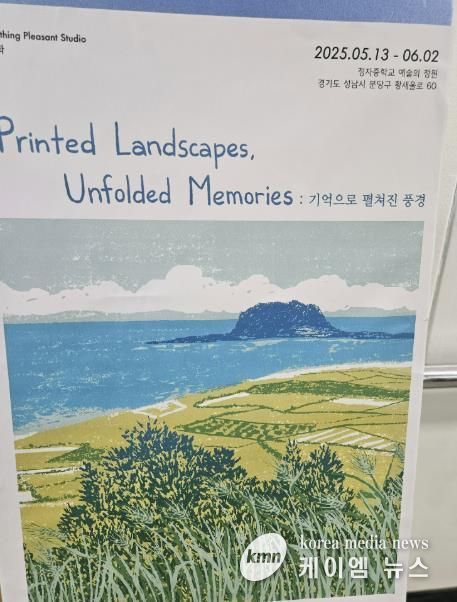 thing Pleasant Studio
2025.05.13 - 06.02
정자중학교 예술의 정원
경기도 성남시 분당구 황새울로 60
Printed Landscapes,
Unfolded Memories : 기억으로 펼쳐진 풍경
kmn
korea media news
케이엠 뉴스